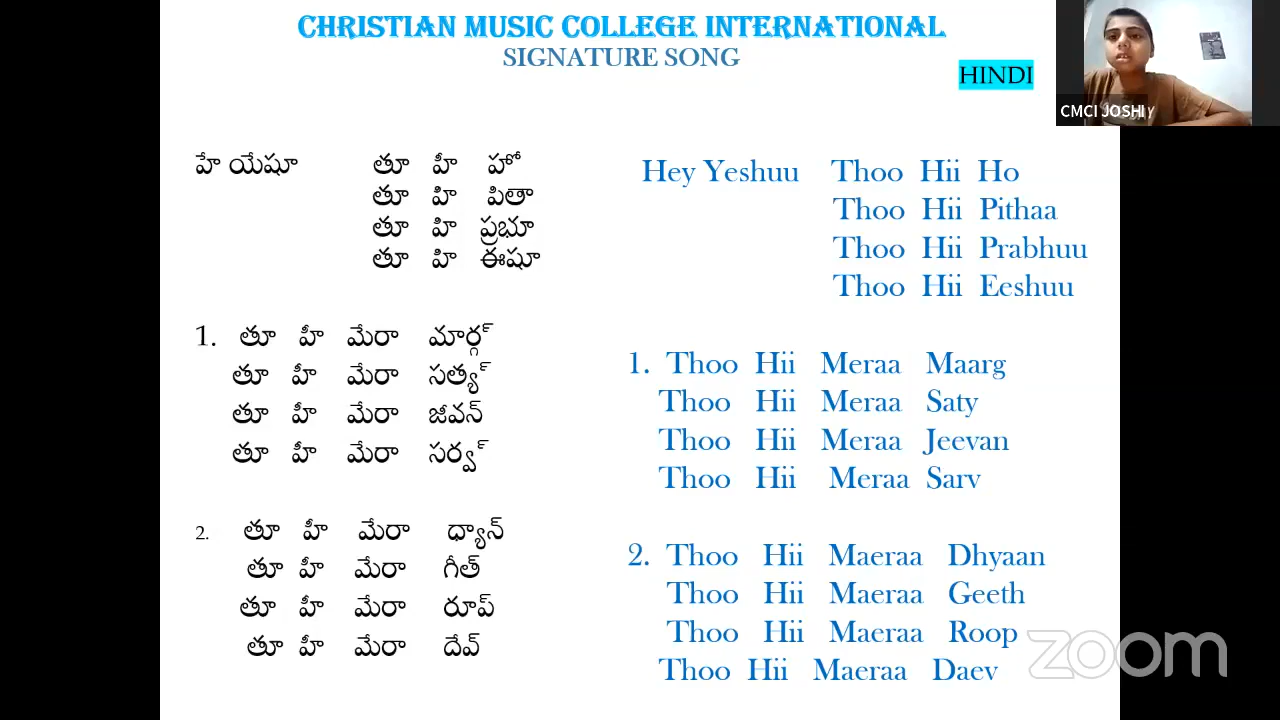 CHRISTIAN MUSIC COLLEGE INTERNATIONAL
SIGNATURE SONG
HINDI
CMCI JOSHI
హే యేషూ తూ హీ హో
తూ హి పితా
తూ హి ప్రభూ
తూ హి ఈషూ
1. తూ హీ మేరా మార్గ్
తూ హీ మేరా సత్య్
తూ హీ మేరా జీవన్
తూ హీ మేరా సర్వ్
2. తూ హీ మేరా ధ్యాన్
తూ హీ మేరా గీత్
తూ హీ మేరా రూప్
తూ హీ మేరా దేవ్
Hey Yeshuu Thoo Hii Ho
Thoo Hii Pithaa
Thoo Hii Prabhuu
Thoo Hii Eeshuu
1. Thoo Hii Meraa Maarg
Thoo Hii Meraa Saty
Thoo Hii Meraa Jeevan
Thoo Hii Meraa Sarv
2. Thoo Hii Maeraa Dhyaan
Thoo Hii Maeraa Geeth
Thoo Hii Maeraa Roop
Thoo Hii Maeraa Daev
zoom